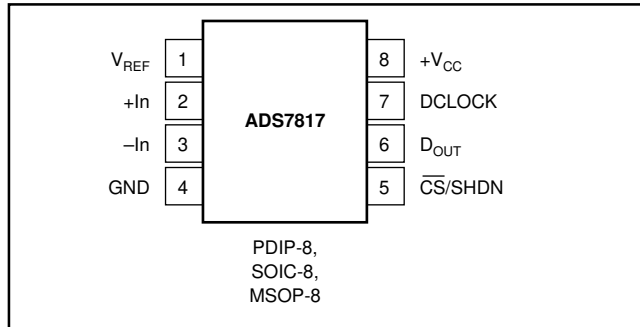 V_REF 1 8 +V_CC
+In 2 7 DCLOCK
ADS7817
–In 3 6 D_OUT
GND 4 5 C̅S̅/SHDN
PDIP-8,
SOIC-8,
MSOP-8